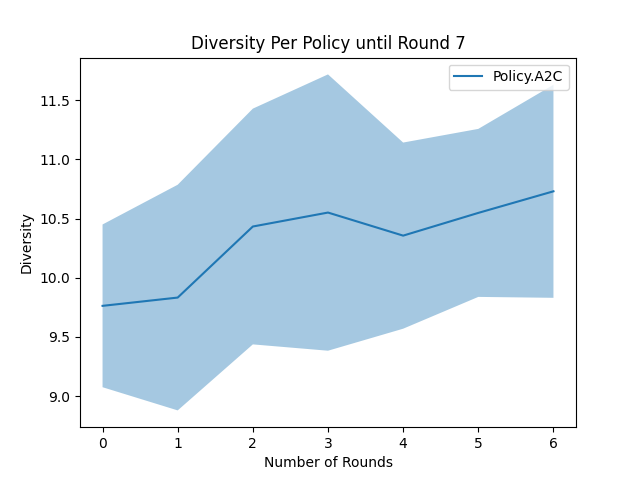 Diversity Per Policy until Round 7
Policy.A2C
11.5
11.0
10.5
10.0
9.5
9.0
Diversity
0 1 2 3 4 5 6
Number of Rounds